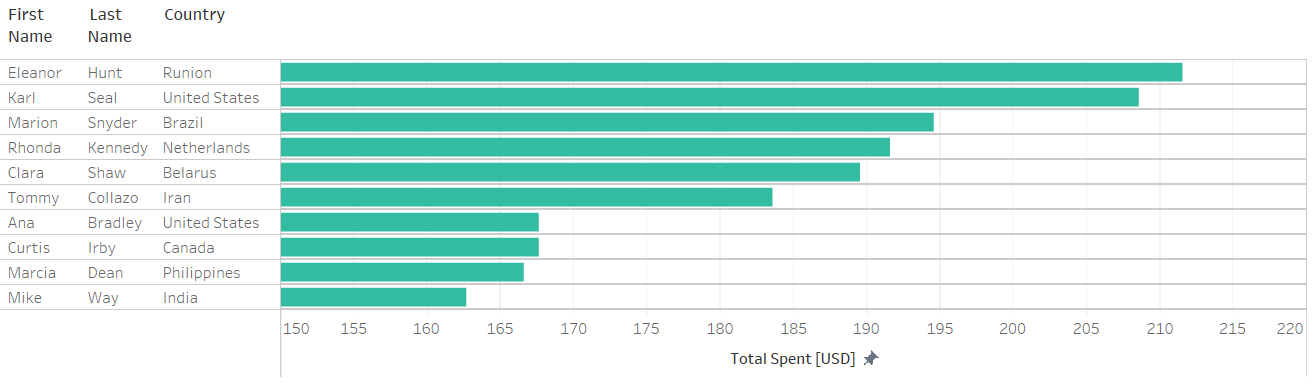 First Name Last Name Country
Eleanor Hunt Runion
Karl Seal United States
Marion Snyder Brazil
Rhonda Kennedy Netherlands
Clara Shaw Belarus
Tommy Collazo Iran
Ana Bradley United States
Curtis Irby Canada
Marcia Dean Philippines
Mike Way India
150 155 160 165 170 175 180 185 190 195 200 205 210 215 220
Total Spent [USD]